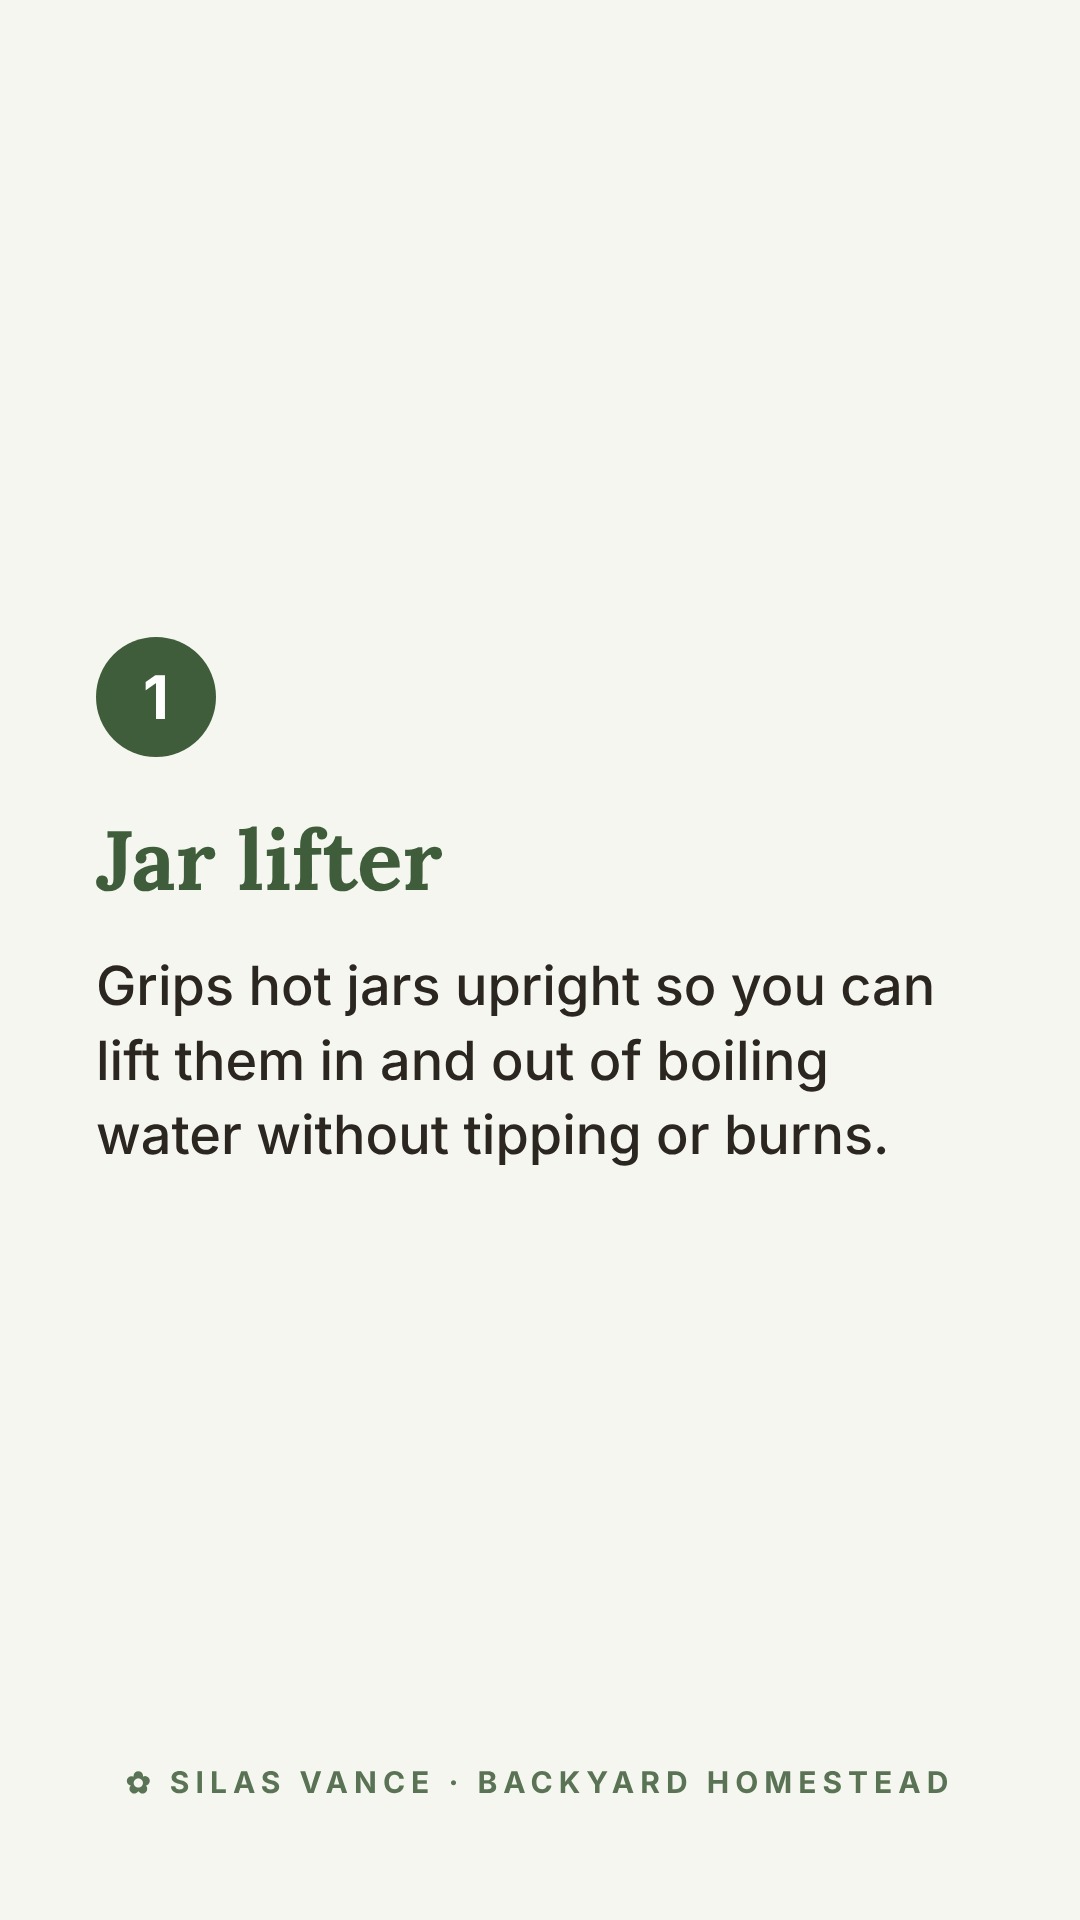 1
Jar lifter
Grips hot jars upright so you can
lift them in and out of boiling
water without tipping or burns.
✿ SILAS VANCE · BACKYARD HOMESTEAD